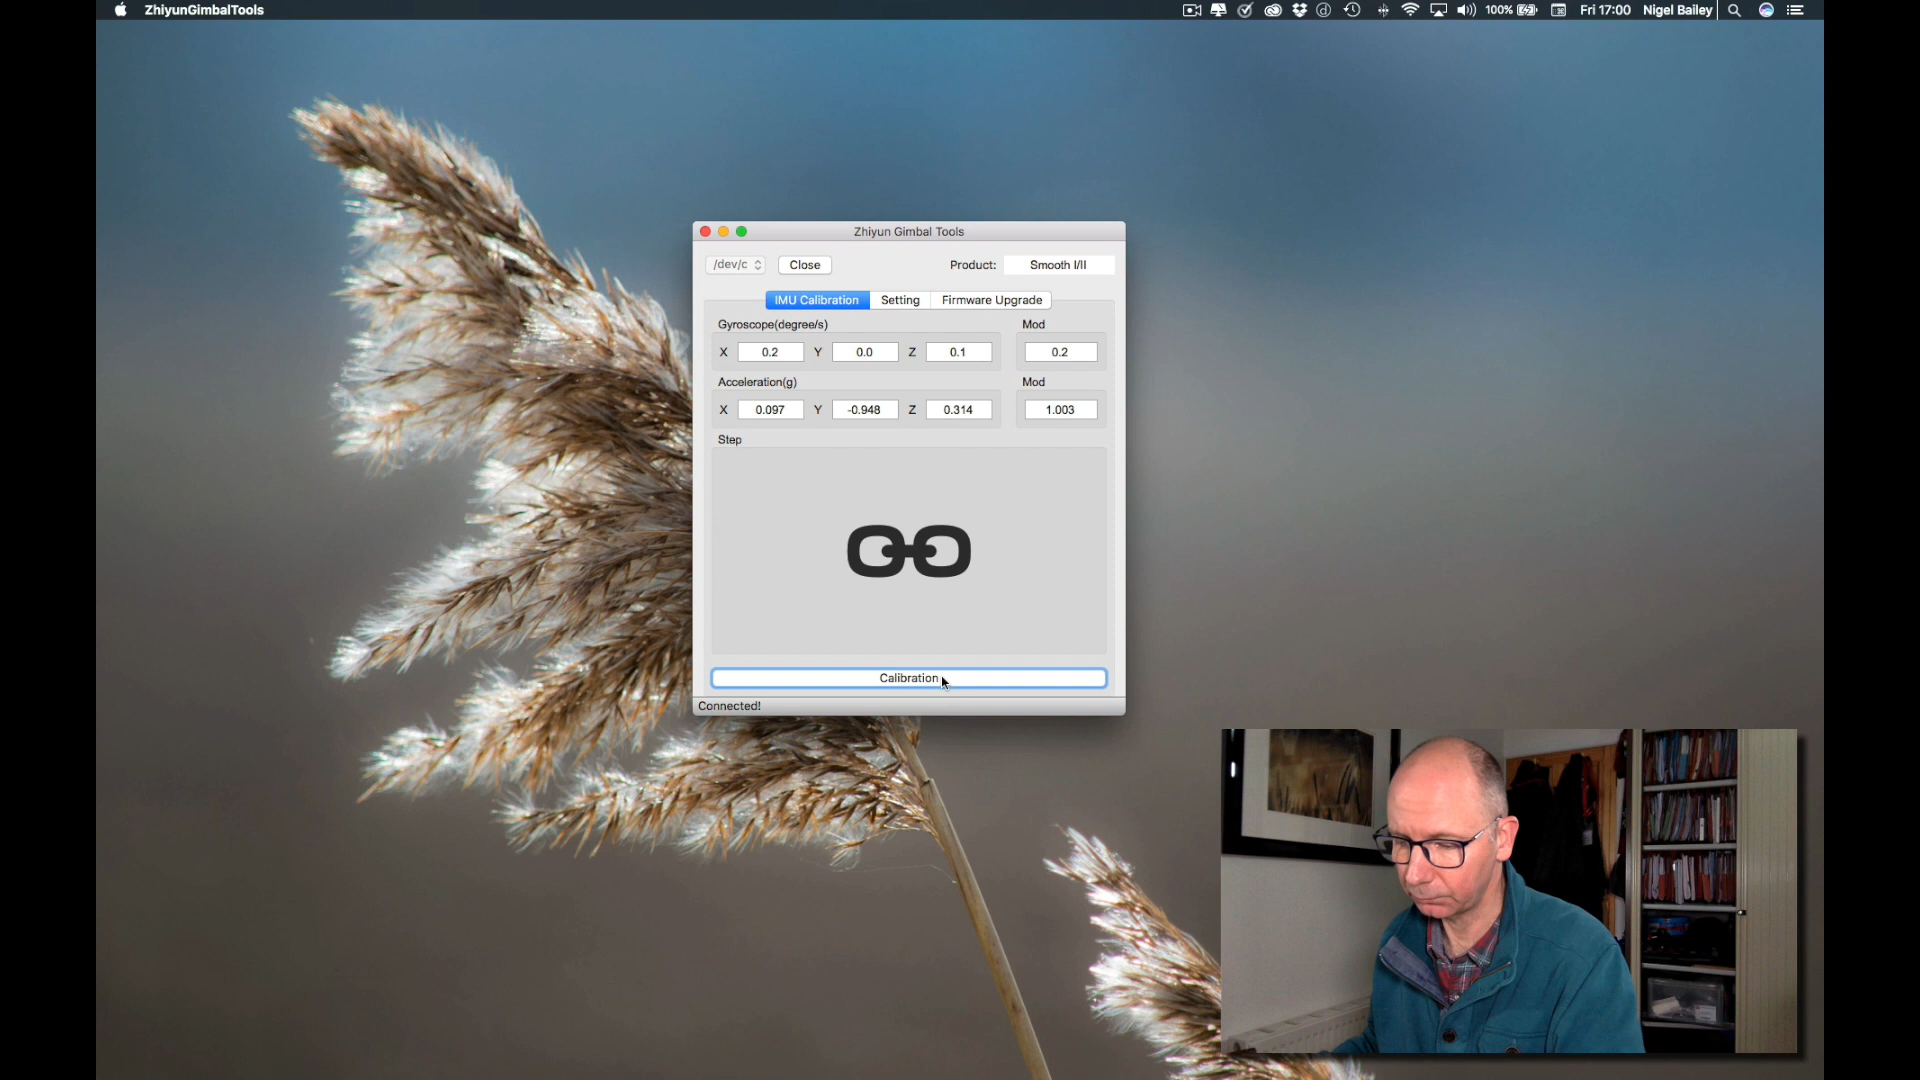 ZhiyunGimbalTools
100%
Fri 17:00
Nigel Bailey
Zhiyun Gimbal Tools
/dev/c
Close
Product:
Smooth I/II
IMU Calibration
Setting
Firmware Upgrade
Gyroscope(degree/s)
Mod
X 0.2 Y 0.0 Z 0.1
0.2
Acceleration(g)
Mod
X 0.097 Y -0.948 Z 0.314
1.003
Step
Calibration
Connected!